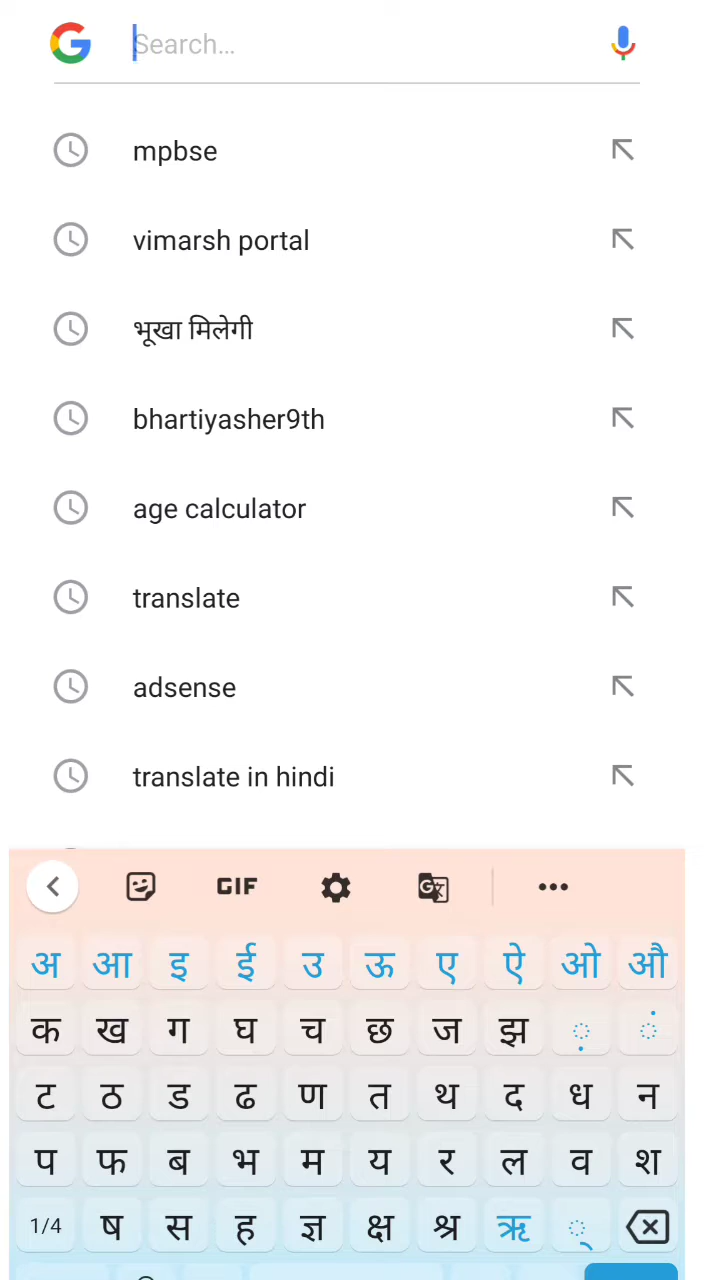 Search...
mpbse
vimarsh portal
भूखा मिलेगी
bhartiyasher9th
age calculator
translate
adsense
translate in hindi
GIF
अ आ इ ई उ ऊ ए ऐ ओ औ
क ख ग घ च छ ज झ ़ ं
ट ठ ड ढ ण त थ द ध न
प फ ब भ म य र ल व श
1/4 ष स ह ज्ञ क्ष श्र ऋ ्